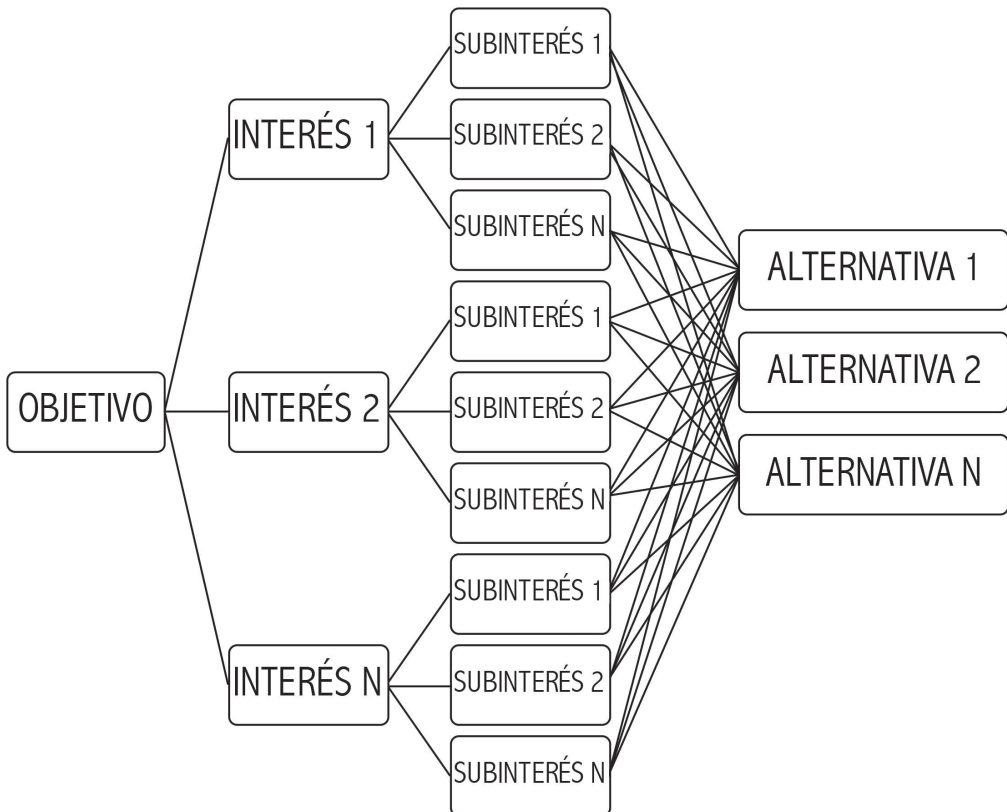 OBJETIVO
INTERÉS 1
INTERÉS 2
INTERÉS N
SUBINTERÉS 1
SUBINTERÉS 2
SUBINTERÉS N
SUBINTERÉS 1
SUBINTERÉS 2
SUBINTERÉS N
SUBINTERÉS 1
SUBINTERÉS 2
SUBINTERÉS N
ALTERNATIVA 1
ALTERNATIVA 2
ALTERNATIVA N